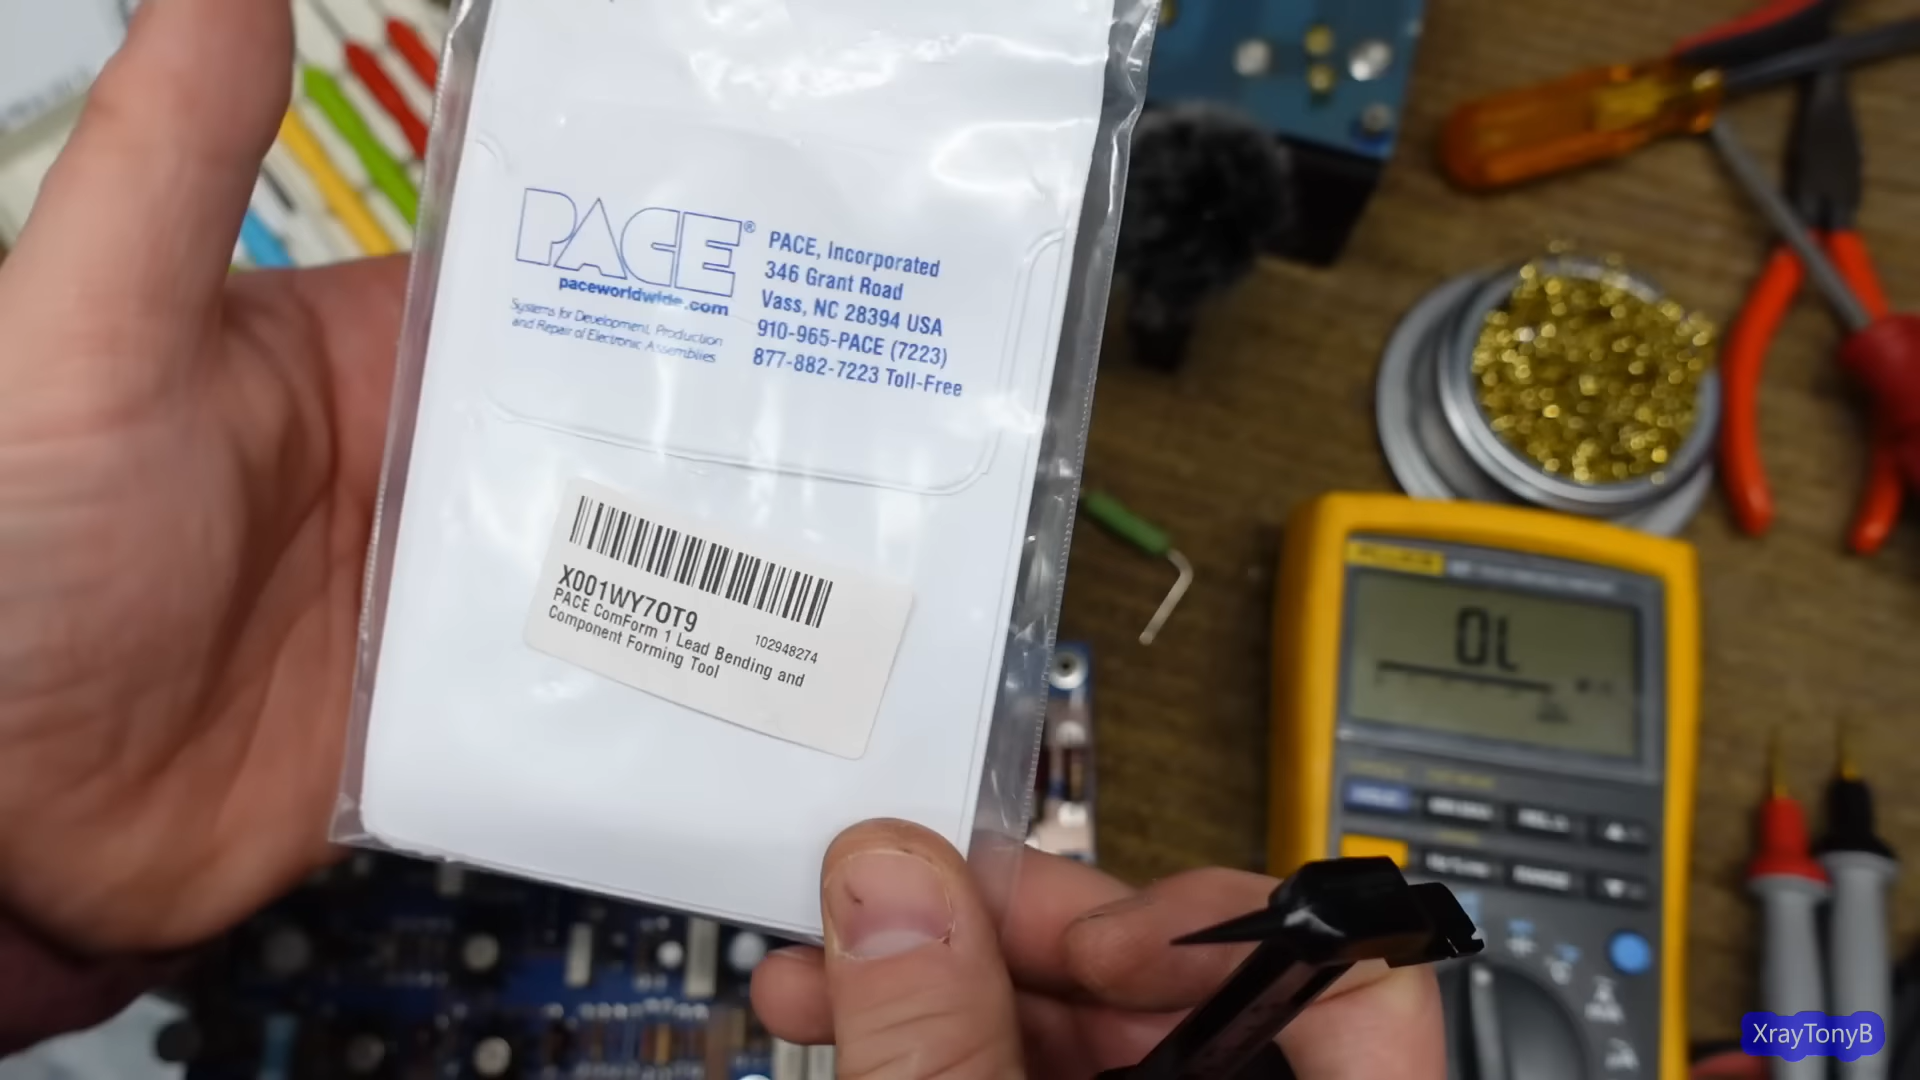 PACE®
paceworldwide.com
Systems for Development, Production
and Repair of Electronic Assemblies
PACE, Incorporated
346 Grant Road
Vass, NC 28394 USA
910-965-PACE (7223)
877-882-7223 Toll-Free
X001WY7OT9
102948274
PACE ComForm 1 Lead Bending and
Component Forming Tool
FLUKE
OL
XrayTonyB